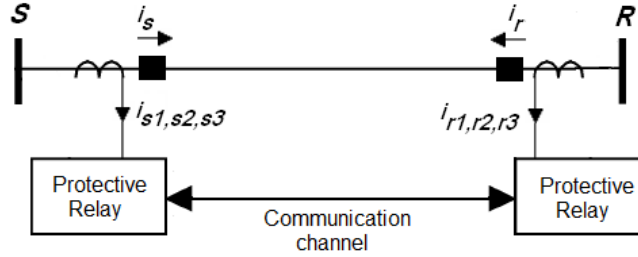 S
i_s
i_r
R
i_s1,s2,s3
i_r1,r2,r3
Protective
Relay
Communication
channel
Protective
Relay